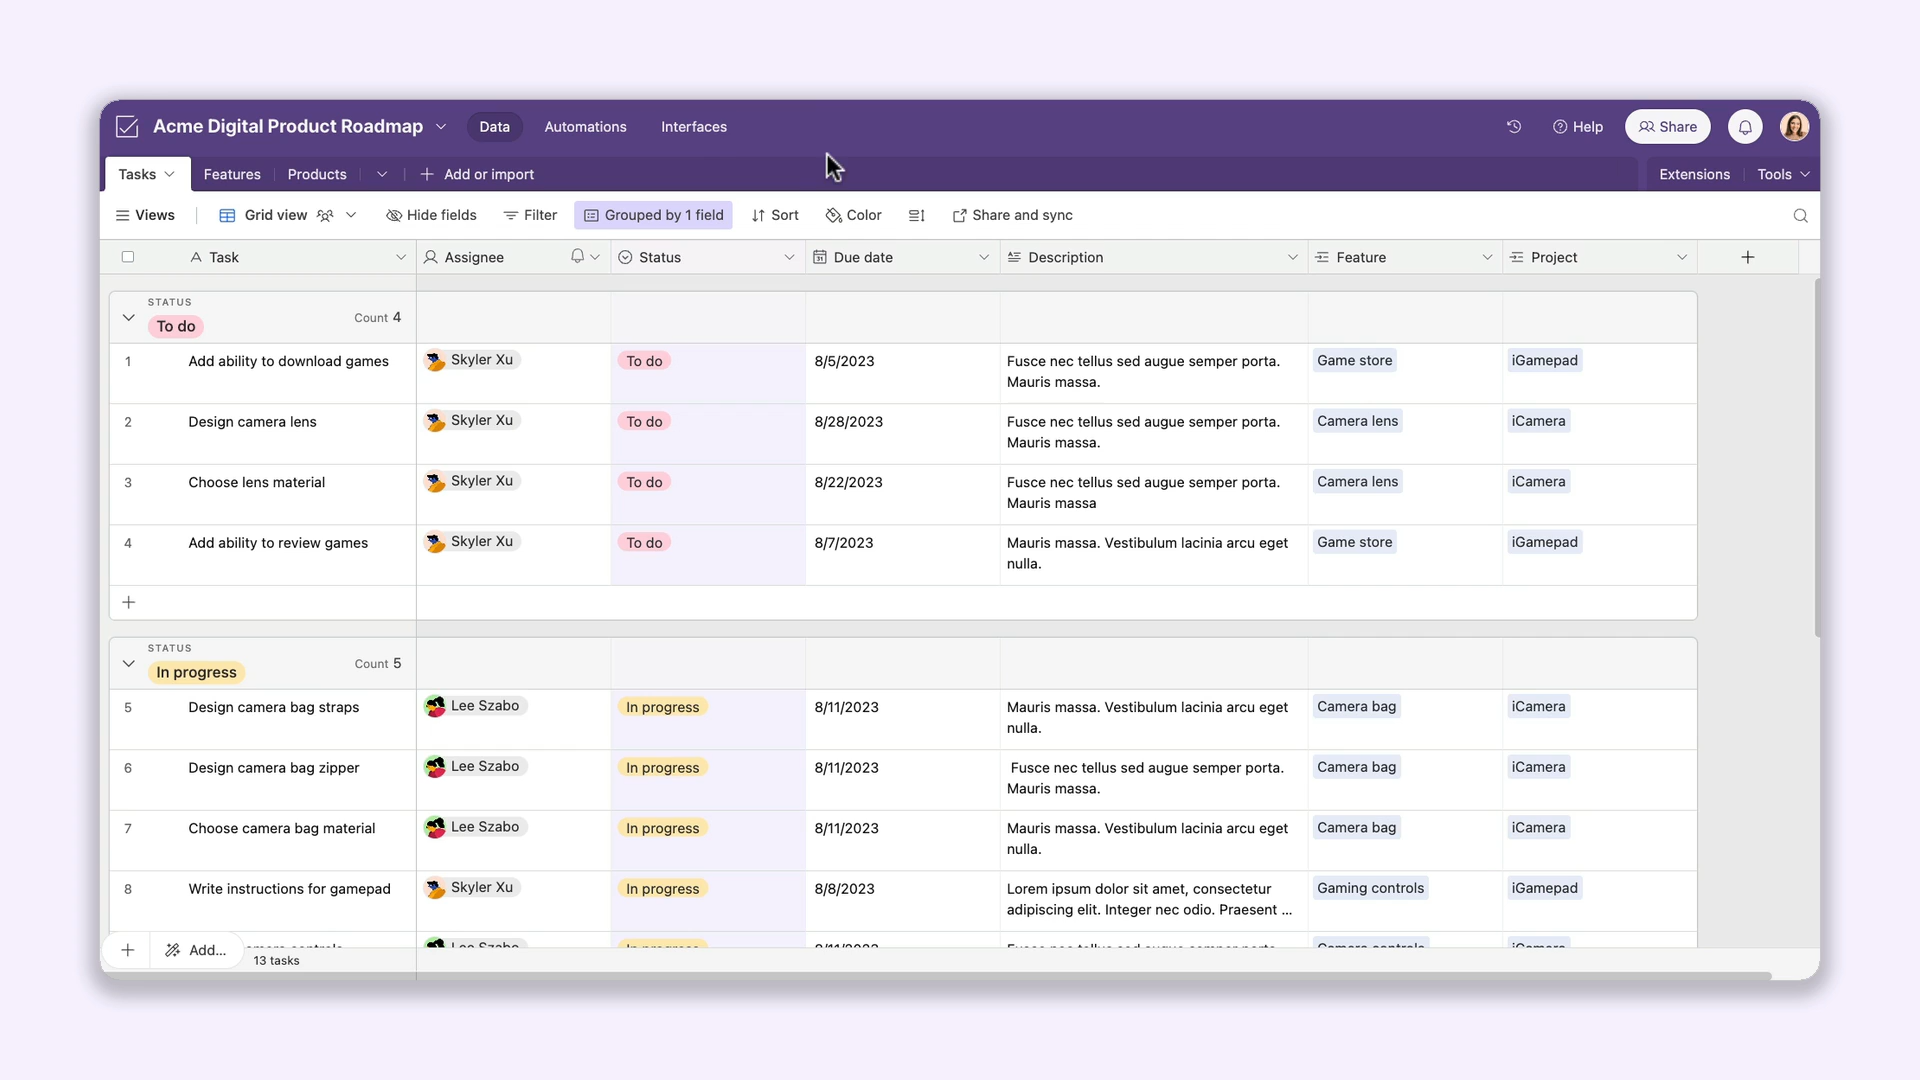 Acme Digital Product Roadmap Data Automations Interfaces Help Share
Tasks Features Products Add or import Extensions Tools
Views Grid view Hide fields Filter Grouped by 1 field Sort Color Share and sync
Task Assignee Status Due date Description Feature Project
STATUS
To do Count 4
1 Add ability to download games Skyler Xu To do 8/5/2023 Fusce nec tellus sed augue semper porta. Game store iGamepad
Mauris massa.
2 Design camera lens Skyler Xu To do 8/28/2023 Fusce nec tellus sed augue semper porta. Camera lens iCamera
Mauris massa.
3 Choose lens material Skyler Xu To do 8/22/2023 Fusce nec tellus sed augue semper porta. Camera lens iCamera
Mauris massa
4 Add ability to review games Skyler Xu To do 8/7/2023 Mauris massa. Vestibulum lacinia arcu eget Game store iGamepad
nulla.
STATUS
In progress Count 5
5 Design camera bag straps Lee Szabo In progress 8/11/2023 Mauris massa. Vestibulum lacinia arcu eget Camera bag iCamera
nulla.
6 Design camera bag zipper Lee Szabo In progress 8/11/2023 Fusce nec tellus sed augue semper porta. Camera bag iCamera
Mauris massa.
7 Choose camera bag material Lee Szabo In progress 8/11/2023 Mauris massa. Vestibulum lacinia arcu eget Camera bag iCamera
nulla.
8 Write instructions for gamepad Skyler Xu In progress 8/8/2023 Lorem ipsum dolor sit amet, consectetur Gaming controls iGamepad
adipiscing elit. Integer nec odio. Praesent ...
Add...
13 tasks